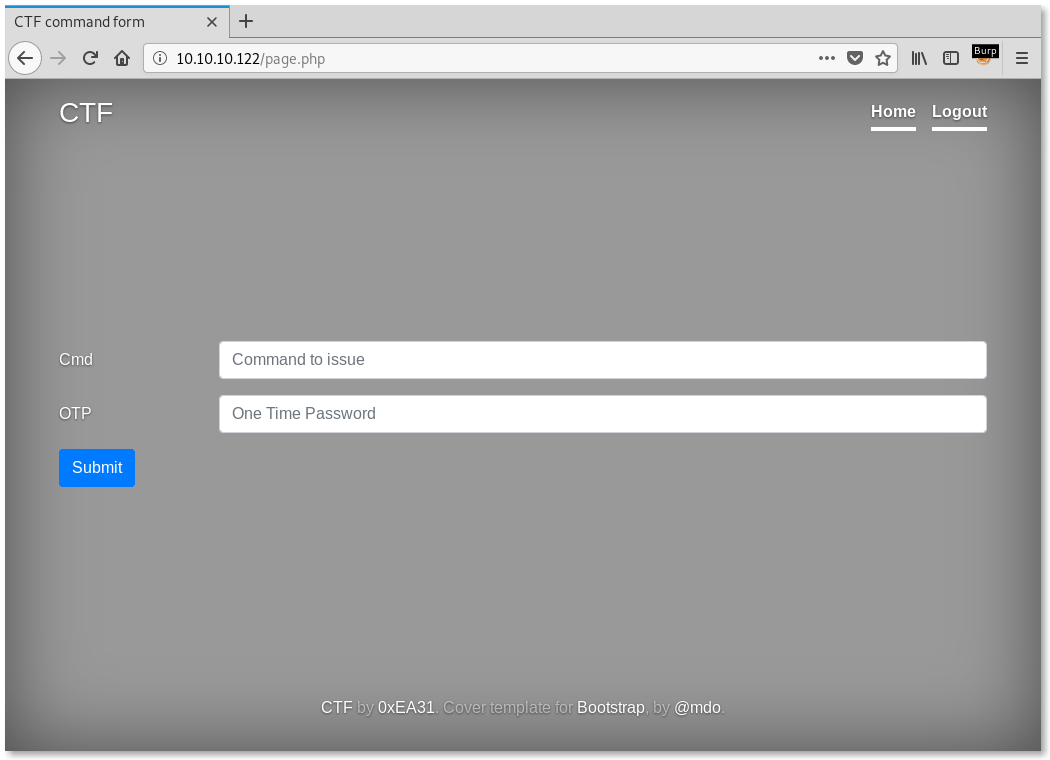 CTF command form
10.10.10.122/page.php
Burp
CTF
Home Logout
Cmd Command to issue
OTP One Time Password
Submit
CTF by 0xEA31. Cover template for Bootstrap, by @mdo.